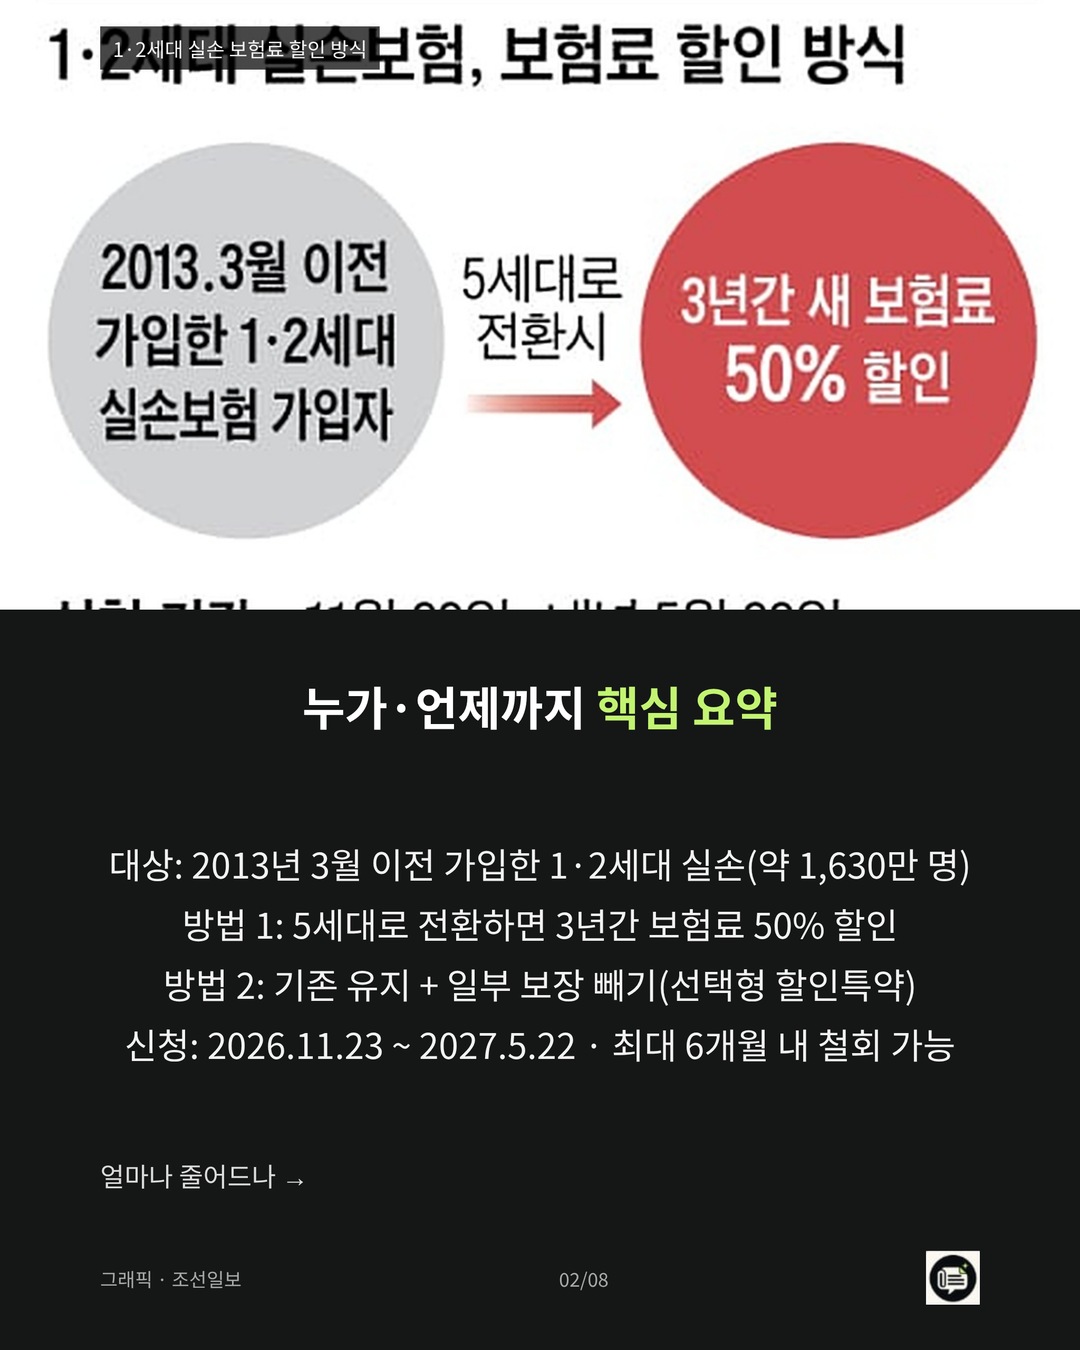 1·2세대 실손보험, 보험료 할인 방식
1·2세대 실손 보험료 할인 방식
2013.3월 이전
가입한 1·2세대
실손보험 가입자
5세대로
전환시
3년간 새 보험료
50% 할인
누가·언제까지 핵심 요약
대상: 2013년 3월 이전 가입한 1·2세대 실손(약 1,630만 명)
방법 1: 5세대로 전환하면 3년간 보험료 50% 할인
방법 2: 기존 유지 + 일부 보장 빼기(선택형 할인특약)
신청: 2026.11.23 ~ 2027.5.22 · 최대 6개월 내 철회 가능
얼마나 줄어드나 →
그래픽 · 조선일보
02/08